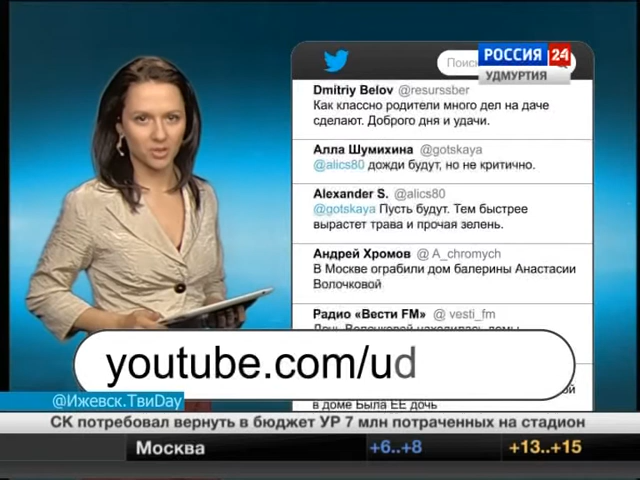 Поиск
РОССИЯ 24
УДМУРТИЯ
Dmitriy Belov @resurssber
Как классно родители много дел на даче
сделают. Доброго дня и удачи.
Алла Шумихина @gotskaya
@alics80 дожди будут, но не критично.
Alexander S. @alics80
@gotskaya Пусть будут. Тем быстрее
вырастет трава и прочая зелень.
Андрей Хромов @ A_chromych
В Москве ограбили дом балерины Анастасии
Волочковой
Радио «Вести FM» @ vesti_fm
youtube.com/ud
в доме Была ЕЕ дочь
@Ижевск.ТвиDay
СК потребовал вернуть в бюджет УР 7 млн потраченных на стадион
Москва +6..+8 +13..+15